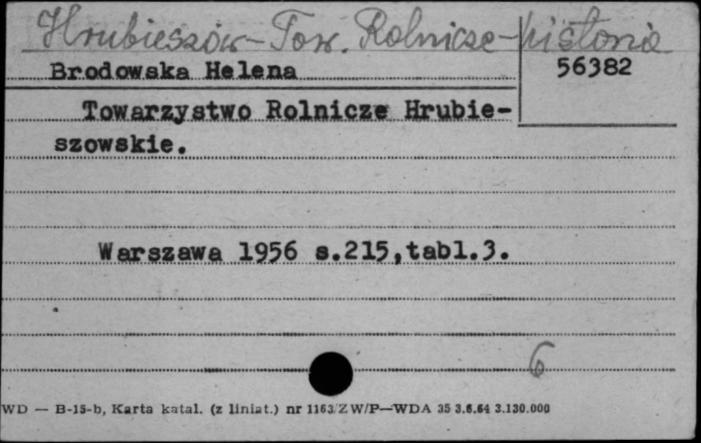 Hrubieszów - Tow. Rolnicze - historia
Brodowska Helena
56382
Towarzystwo Rolnicze Hrubie-
szowskie.
Warszawa 1956 s.215,tabl.3.
6
WD — B-15-b, Karta katal. (z liniat.) nr 1163/ZW/P—WDA 35 3.6.64 3.130.000